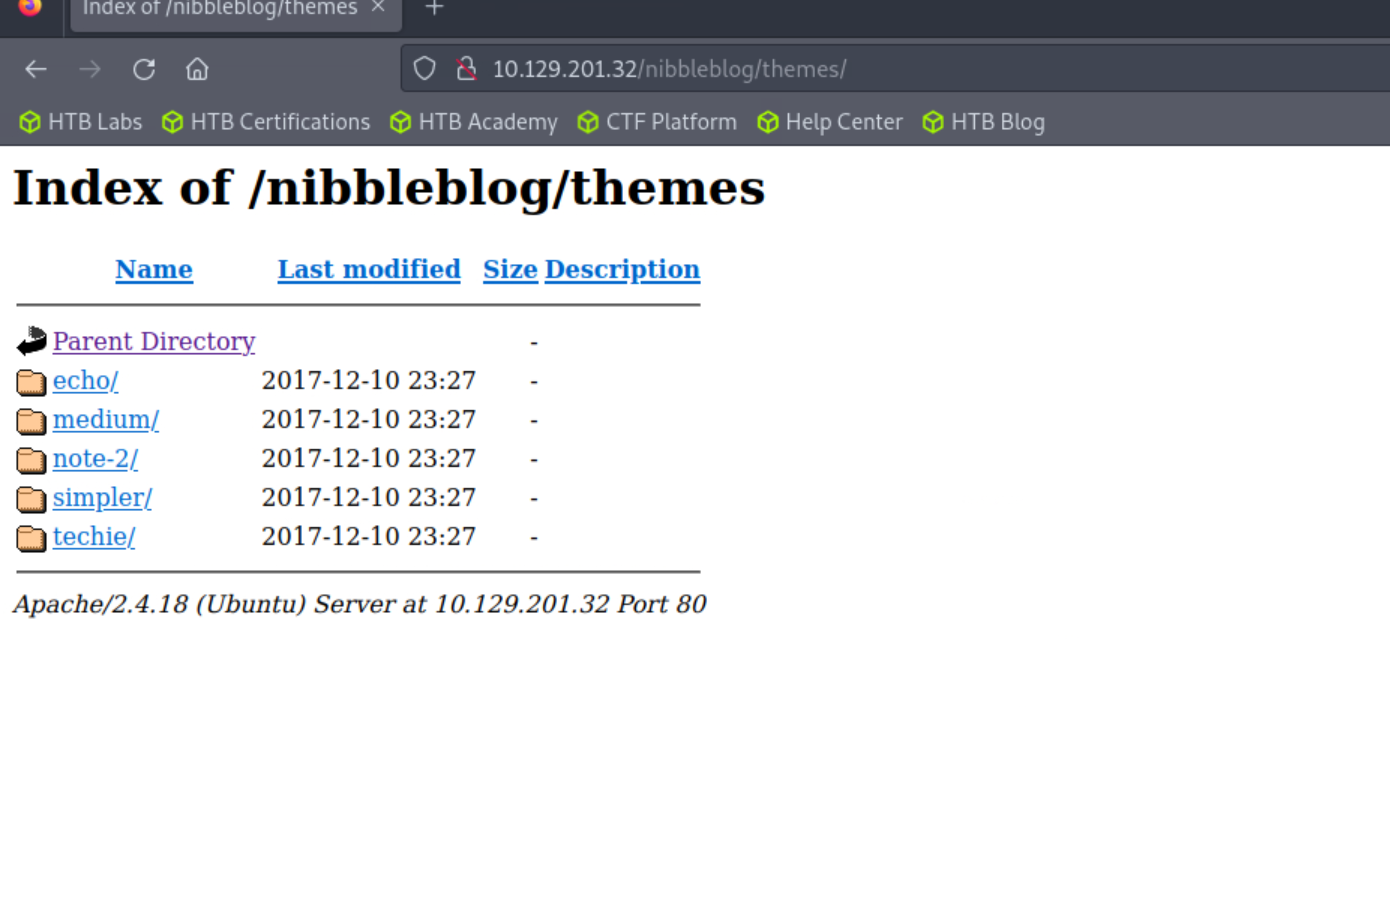 Index of /nibbleblog/themes
10.129.201.32/nibbleblog/themes/
HTB Labs HTB Certifications HTB Academy CTF Platform Help Center HTB Blog
Index of /nibbleblog/themes
Name Last modified Size Description
Parent Directory -
echo/ 2017-12-10 23:27 -
medium/ 2017-12-10 23:27 -
note-2/ 2017-12-10 23:27 -
simpler/ 2017-12-10 23:27 -
techie/ 2017-12-10 23:27 -
Apache/2.4.18 (Ubuntu) Server at 10.129.201.32 Port 80